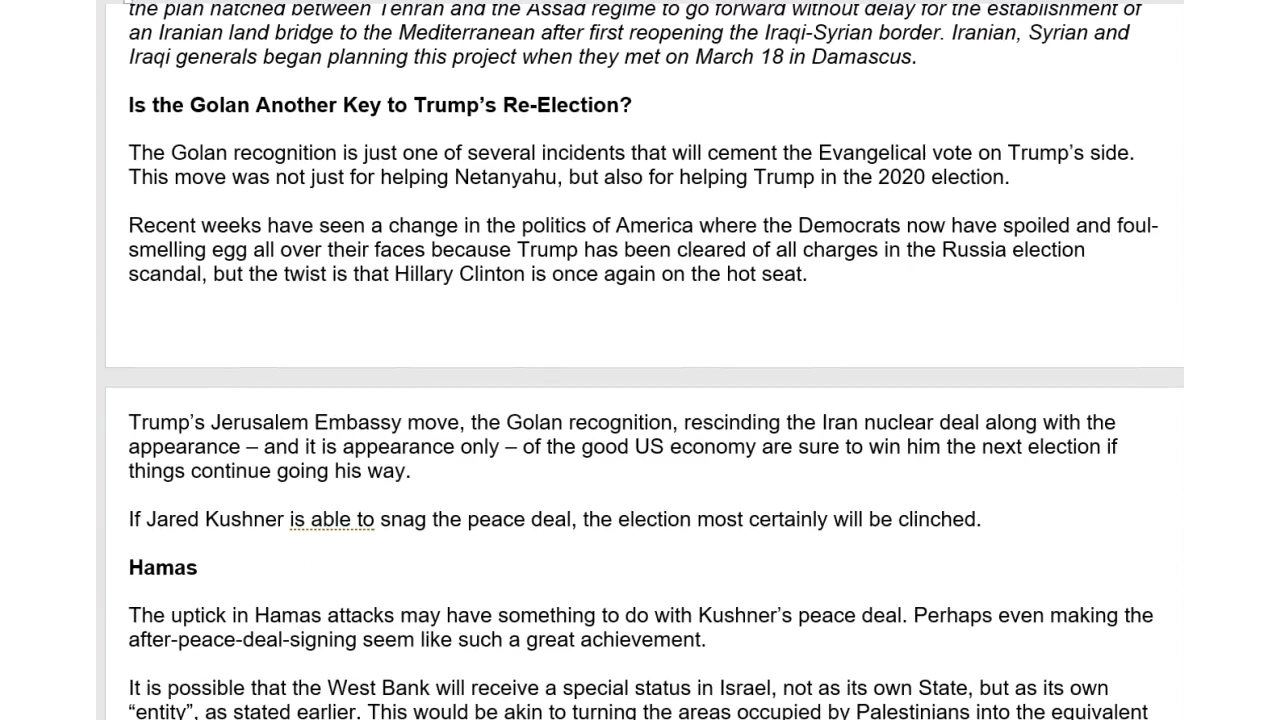 the plan hatched between Tehran and the Assad regime to go forward without delay for the establishment of
an Iranian land bridge to the Mediterranean after first reopening the Iraqi-Syrian border. Iranian, Syrian and
Iraqi generals began planning this project when they met on March 18 in Damascus.
Is the Golan Another Key to Trump’s Re-Election?
The Golan recognition is just one of several incidents that will cement the Evangelical vote on Trump’s side.
This move was not just for helping Netanyahu, but also for helping Trump in the 2020 election.
Recent weeks have seen a change in the politics of America where the Democrats now have spoiled and foul-
smelling egg all over their faces because Trump has been cleared of all charges in the Russia election
scandal, but the twist is that Hillary Clinton is once again on the hot seat.
Trump’s Jerusalem Embassy move, the Golan recognition, rescinding the Iran nuclear deal along with the
appearance – and it is appearance only – of the good US economy are sure to win him the next election if
things continue going his way.
If Jared Kushner is able to snag the peace deal, the election most certainly will be clinched.
Hamas
The uptick in Hamas attacks may have something to do with Kushner’s peace deal. Perhaps even making the
after-peace-deal-signing seem like such a great achievement.
It is possible that the West Bank will receive a special status in Israel, not as its own State, but as its own
“entity”, as stated earlier. This would be akin to turning the areas occupied by Palestinians into the equivalent